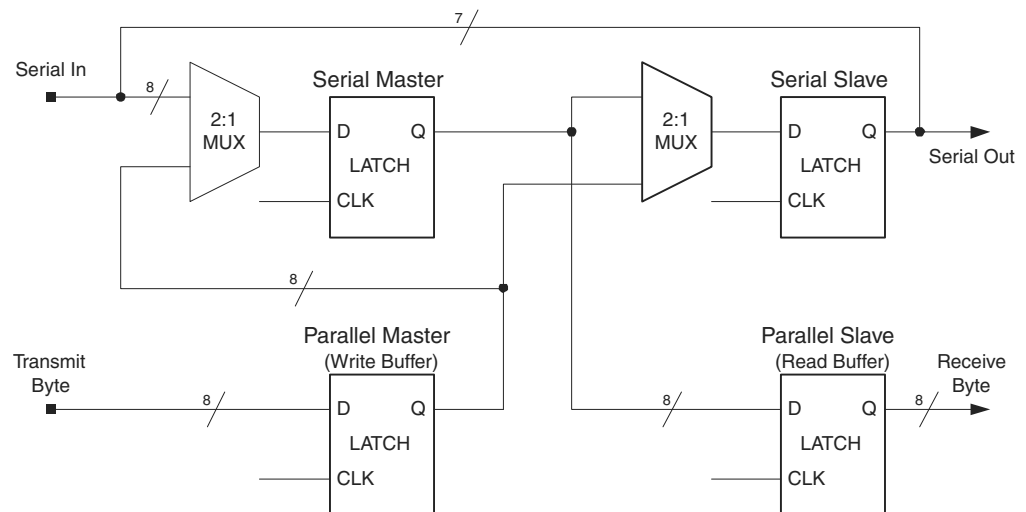 7
Serial In
8
2:1
MUX
Serial Master
D Q
LATCH
CLK
2:1
MUX
Serial Slave
D Q
LATCH
CLK
Serial Out
8
Transmit
Byte
8
Parallel Master
(Write Buffer)
D Q
LATCH
CLK
8
Parallel Slave
(Read Buffer)
D Q
LATCH
CLK
8
Receive
Byte